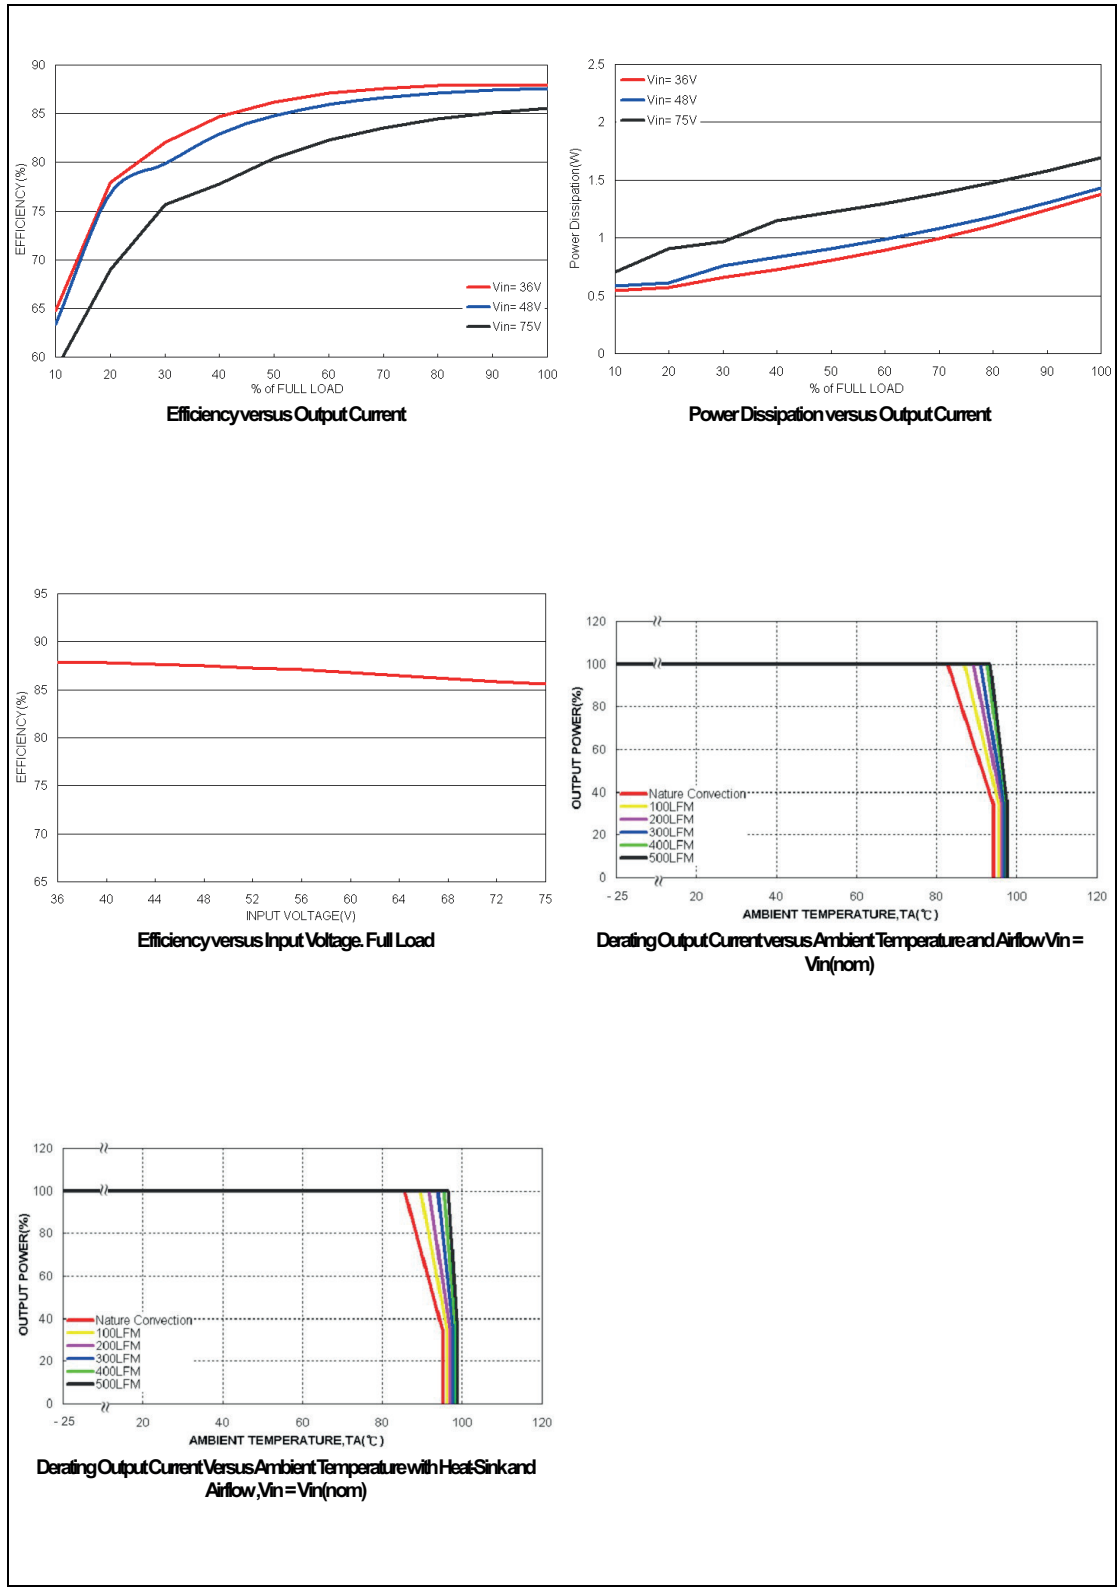 90
85
80
75
70
65
60
EFFICIENCY(%)
Vin= 36V
Vin= 48V
Vin= 75V
10 20 30 40 50 60 70 80 90 100
% of FULL LOAD
Efficiency versus Output Current
2.5
2
1.5
1
0.5
0
Power Dissipation(W)
Vin= 36V
Vin= 48V
Vin= 75V
10 20 30 40 50 60 70 80 90 100
% of FULL LOAD
Power Dissipation versus Output Current
95
90
85
80
75
70
65
EFFICIENCY(%)
36 40 44 48 52 56 60 64 68 72 75
INPUT VOLTAGE(V)
Efficiency versus Input Voltage. Full Load
120
100
80
60
40
20
0
OUTPUT POWER(%)
Nature Convection
100LFM
200LFM
300LFM
400LFM
500LFM
- 25 20 40 60 80 100 120
AMBIENT TEMPERATURE,TA(℃)
Derating Output Current versus Ambient Temperature and Airflow Vin =
Vin(nom)
120
100
80
60
40
20
0
OUTPUT POWER(%)
Nature Convection
100LFM
200LFM
300LFM
400LFM
500LFM
- 25 20 40 60 80 100 120
AMBIENT TEMPERATURE,TA(℃)
Derating Output Current Versus Ambient Temperature with Heat-Sink and
Airflow ,Vin = Vin(nom)